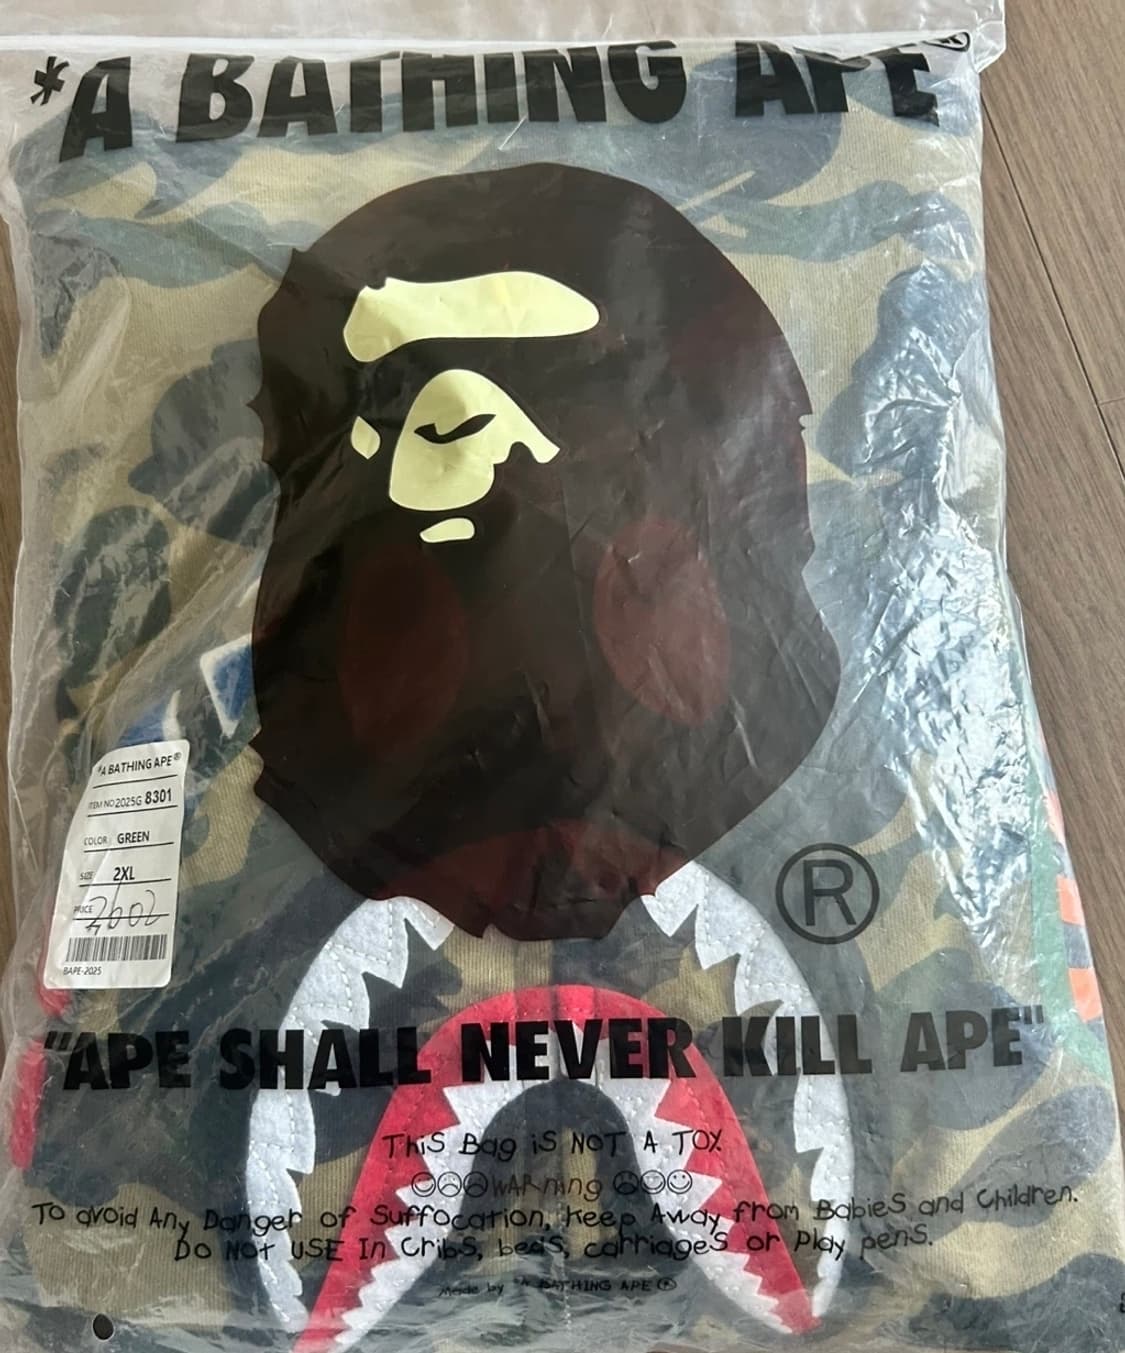 *A BATHING APE®
*A BATHING APE®
ITEM NO 2025G 8301
COLOR GREEN
SIZE 2XL
PRICE 2602
BAPE-2025
®
"APE SHALL NEVER KILL APE"
THiS Bag iS NOT A TOY
WARning
To avoid Any Danger of Suffocation, Keep Away from Babies and Children.
Do Not USE In CribS, bedS, carriageS or Play penS.
Made by *A BATHING APE®